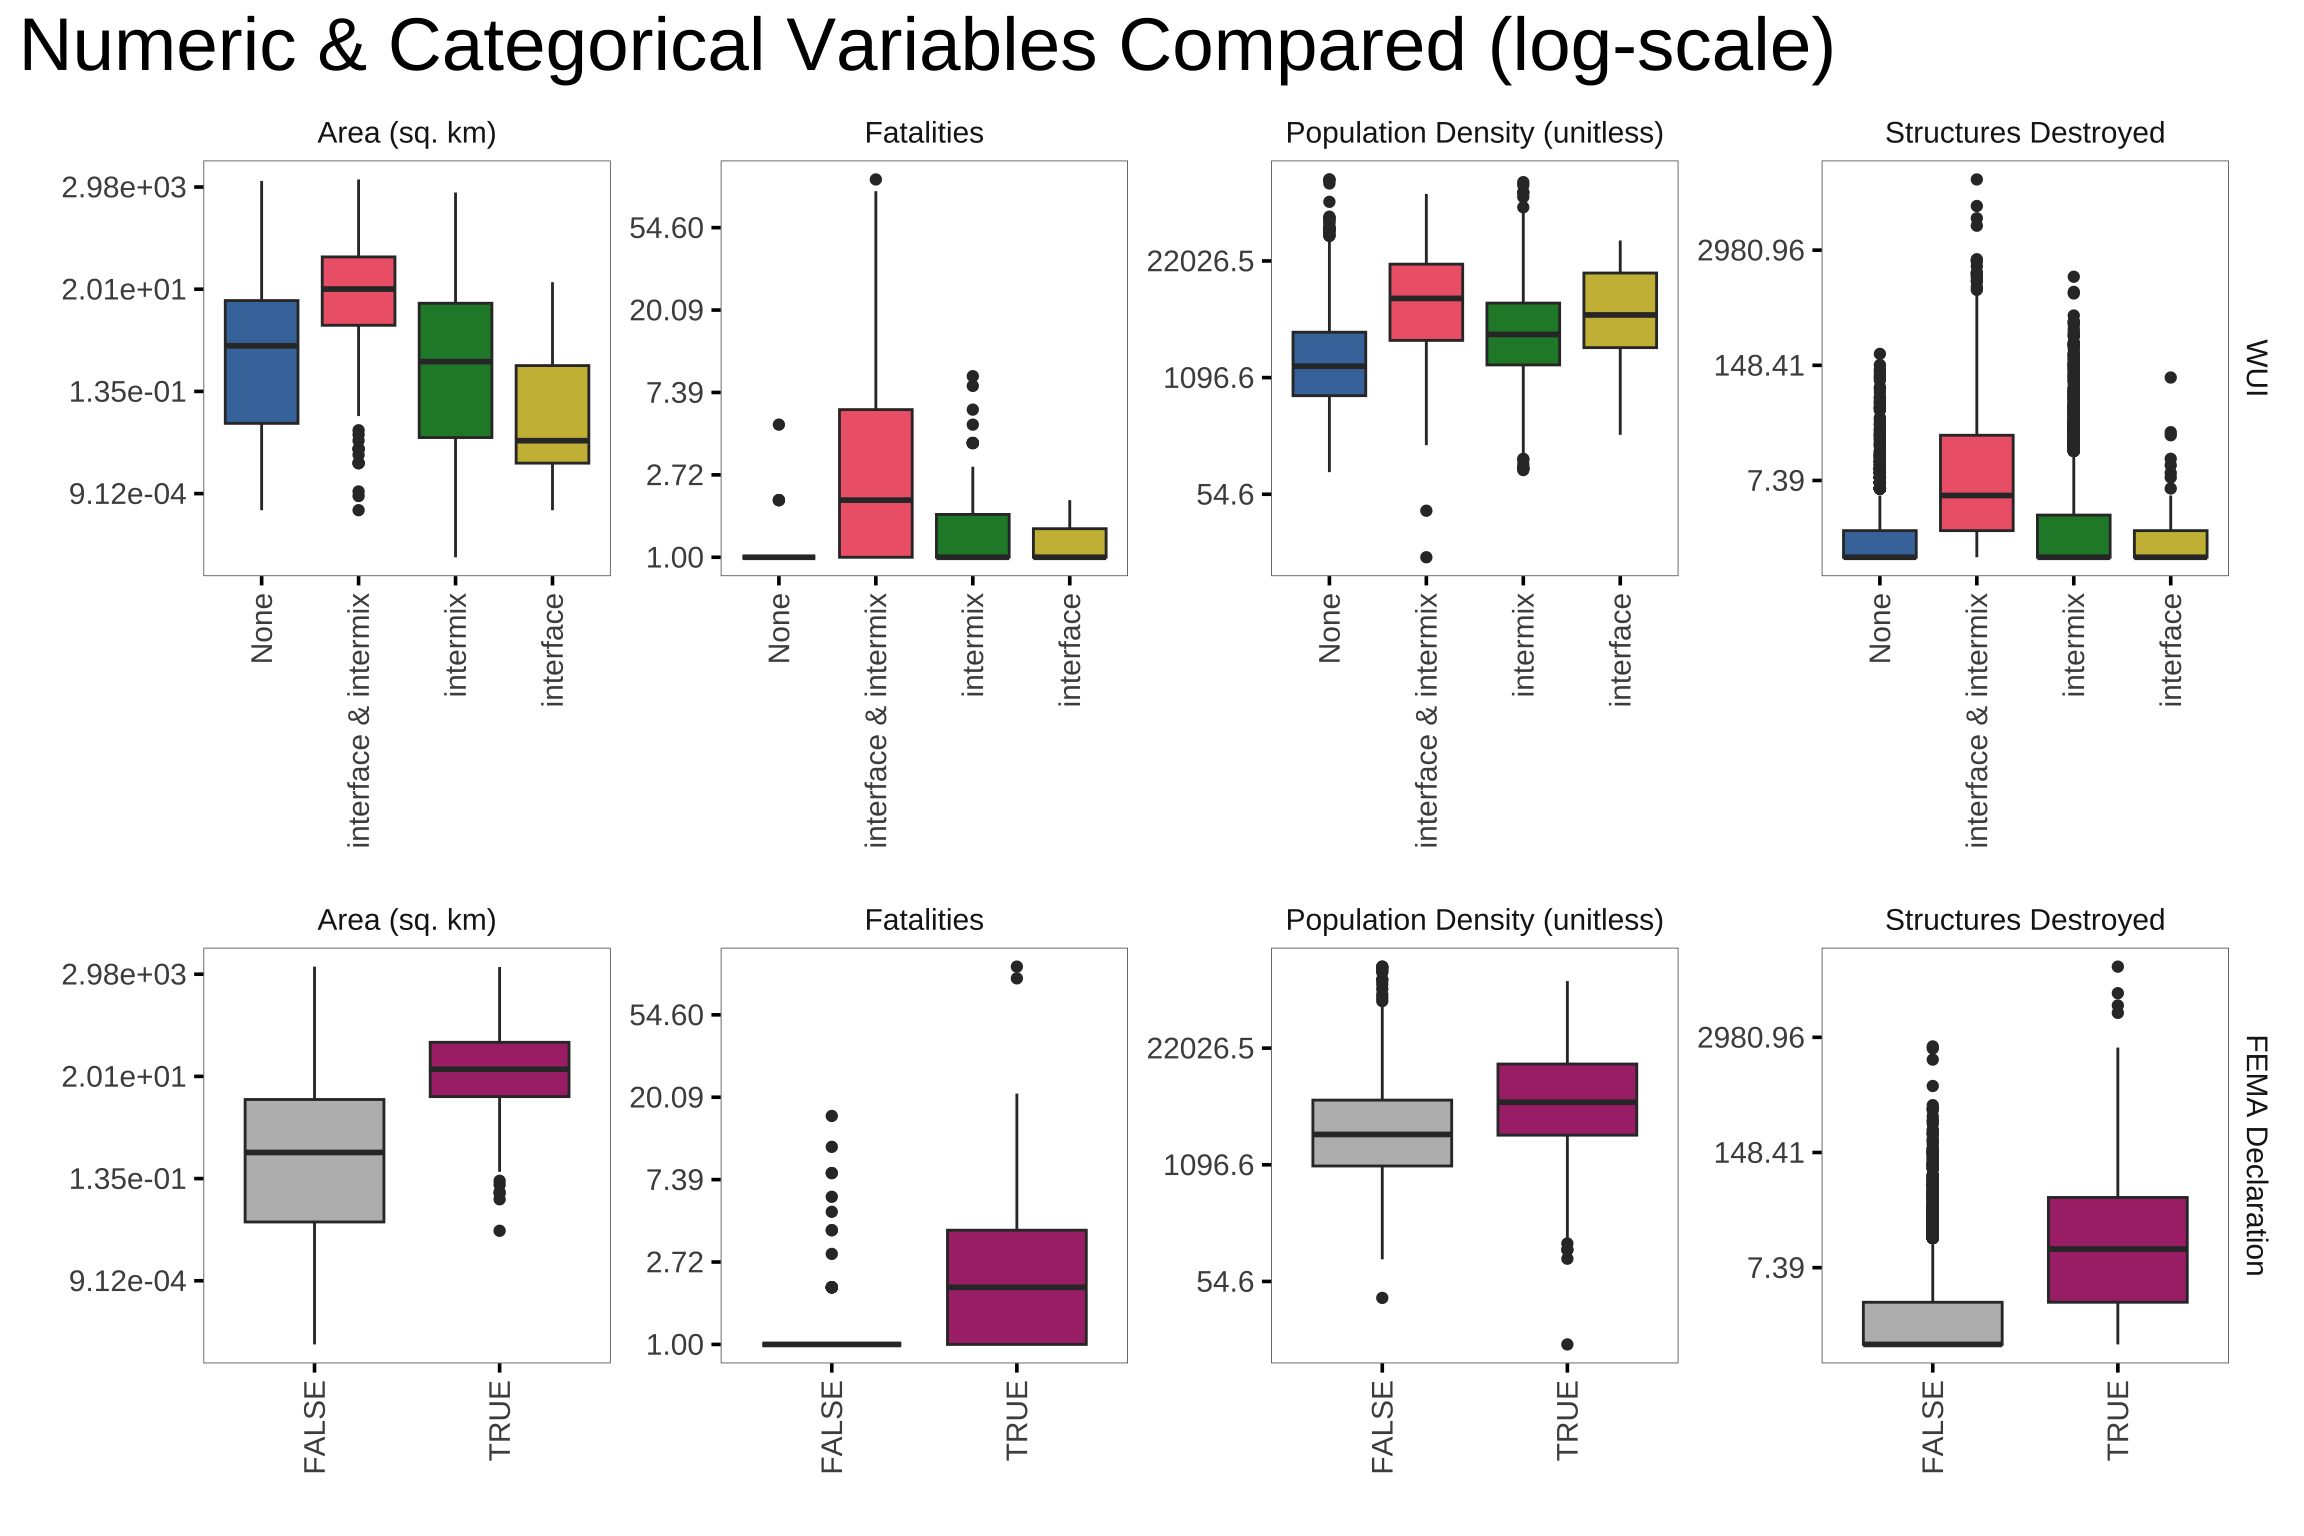 Numeric & Categorical Variables Compared (log-scale)
Area (sq. km)
Fatalities
Population Density (unitless)
Structures Destroyed
2.98e+03
2.01e+01
1.35e-01
9.12e-04
54.60
20.09
7.39
2.72
1.00
22026.5
1096.6
54.6
2980.96
148.41
7.39
WUI
None
interface & intermix
intermix
interface
None
interface & intermix
intermix
interface
None
interface & intermix
intermix
interface
None
interface & intermix
intermix
interface
Area (sq. km)
Fatalities
Population Density (unitless)
Structures Destroyed
2.98e+03
2.01e+01
1.35e-01
9.12e-04
54.60
20.09
7.39
2.72
1.00
22026.5
1096.6
54.6
2980.96
148.41
7.39
FEMA Declaration
FALSE
TRUE
FALSE
TRUE
FALSE
TRUE
FALSE
TRUE